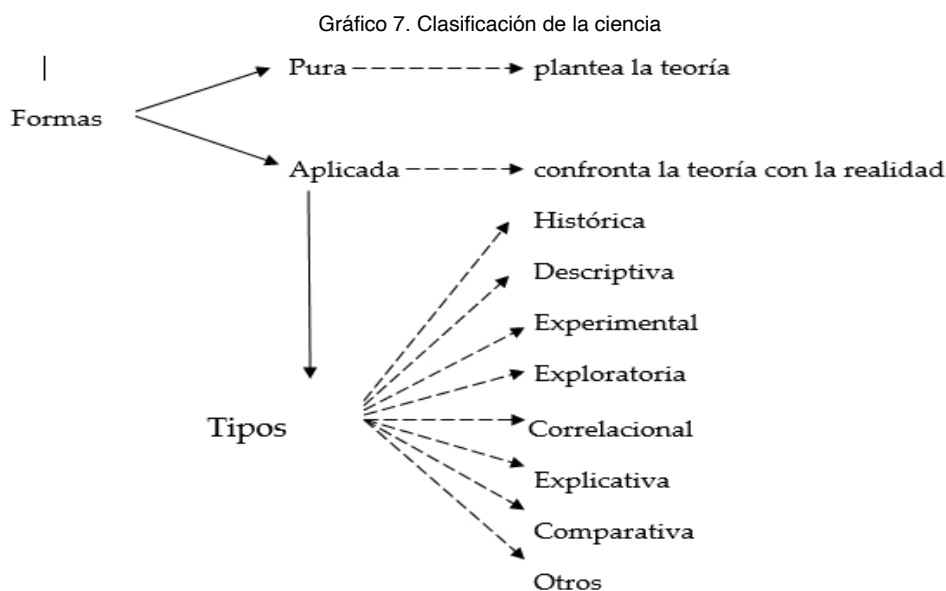 Gráfico 7. Clasificación de la ciencia
Pura plantea la teoría
Formas
Aplicada confronta la teoría con la realidad
Histórica
Descriptiva
Experimental
Exploratoria
Tipos
Correlacional
Explicativa
Comparativa
Otros